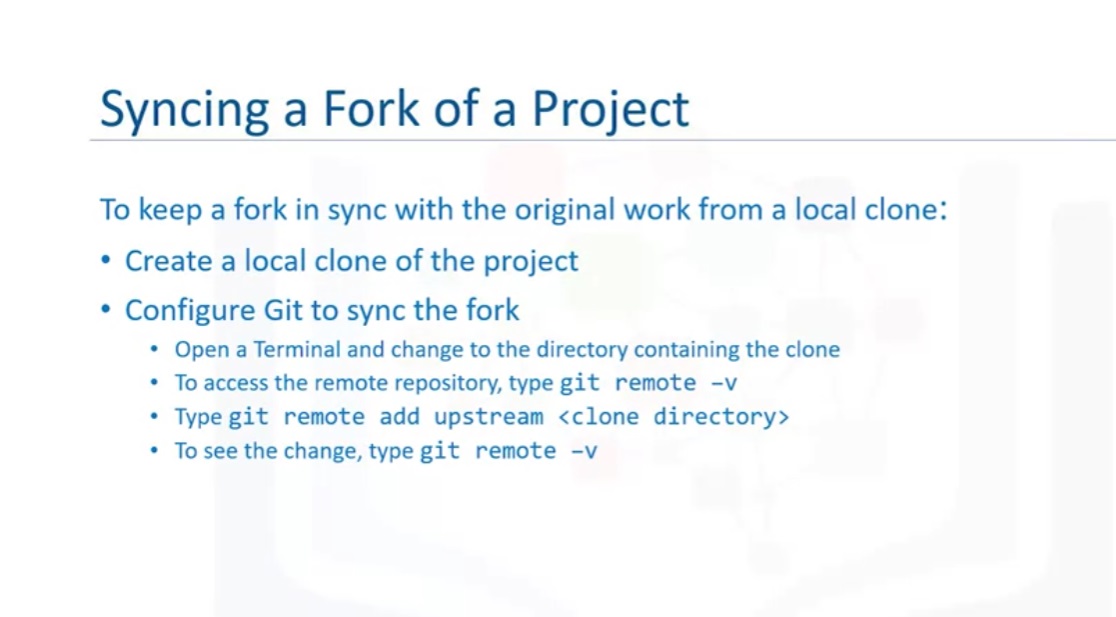 Syncing a Fork of a Project
To keep a fork in sync with the original work from a local clone:
• Create a local clone of the project
• Configure Git to sync the fork
• Open a Terminal and change to the directory containing the clone
• To access the remote repository, type git remote –v
• Type git remote add upstream <clone directory>
• To see the change, type git remote –v